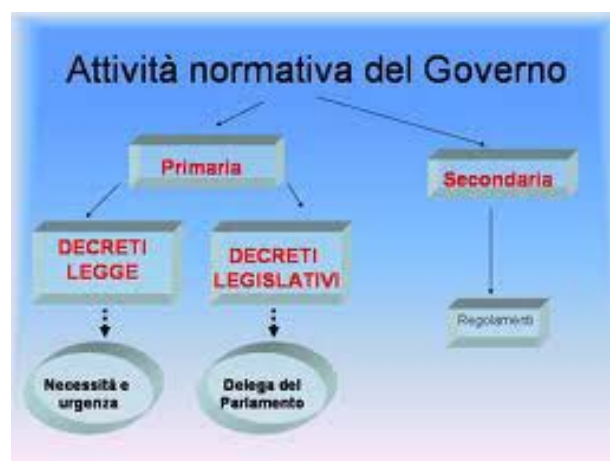 Attività normativa del Governo
Primaria
Secondaria
DECRETI
LEGGE
DECRETI
LEGISLATIVI
Regolamenti
Necessità e
urgenza
Delega del
Parlamento